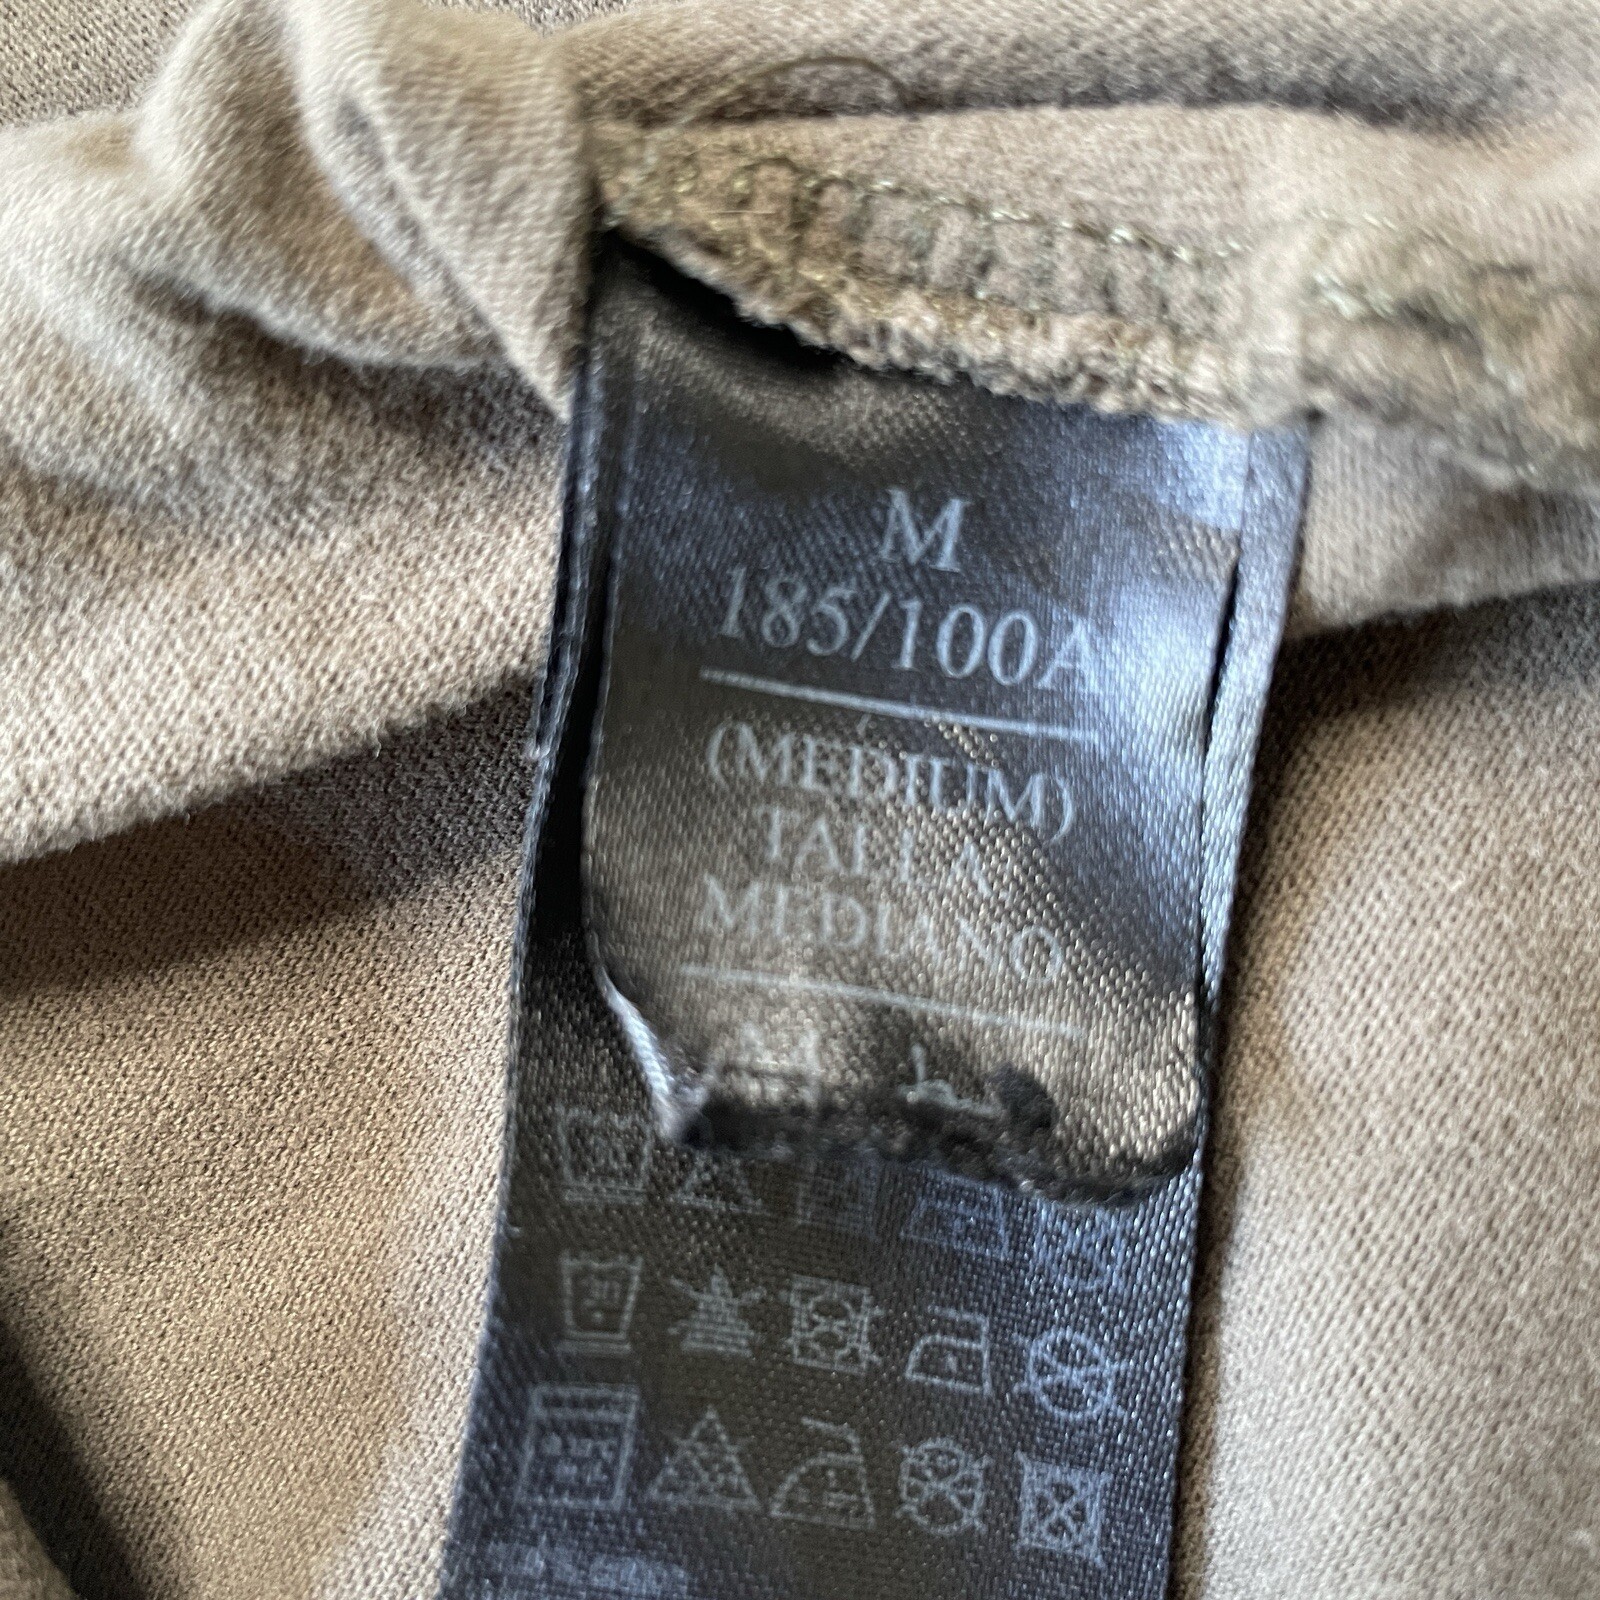 M
185/100A
(MEDIUM)
TALLA
MEDIANO